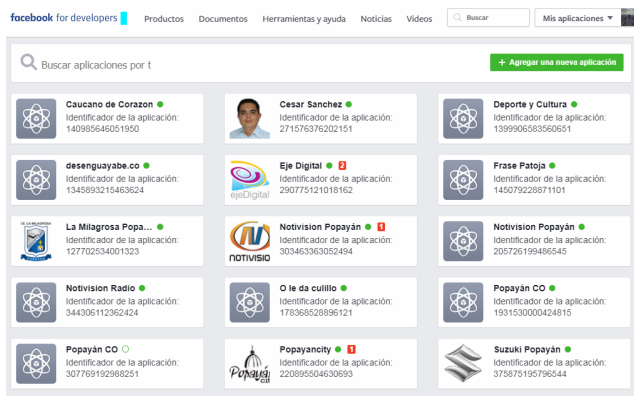 facebook for developers Productos Documentos Herramientas y ayuda Noticias Videos Buscar Mis aplicaciones ▼
Buscar aplicaciones por t
+ Agregar una nueva aplicación
Caucano de Corazon
Identificador de la aplicación:
140985646051950
Cesar Sanchez
Identificador de la aplicación:
271576376202151
Deporte y Cultura
Identificador de la aplicación:
1399906583560651
desenguayabe.co
Identificador de la aplicación:
1345893215463624
ejeDigital
Eje Digital 2
Identificador de la aplicación:
290775121018162
Frase Patoja
Identificador de la aplicación:
145079228871101
La Milagrosa Popa...
Identificador de la aplicación:
127702534001323
NOTIVISIO
Notivision Popayán 1
Identificador de la aplicación:
303463363052494
Notivision Popayán
Identificador de la aplicación:
205726199486545
Notivision Radio
Identificador de la aplicación:
344306112362424
O le da culillo
Identificador de la aplicación:
178368528896121
Popayán CO
Identificador de la aplicación:
1931530000424815
Popayán CO
Identificador de la aplicación:
307769192988251
Popayancity 1
Identificador de la aplicación:
220895504630693
Suzuki Popayán
Identificador de la aplicación:
375875195796544